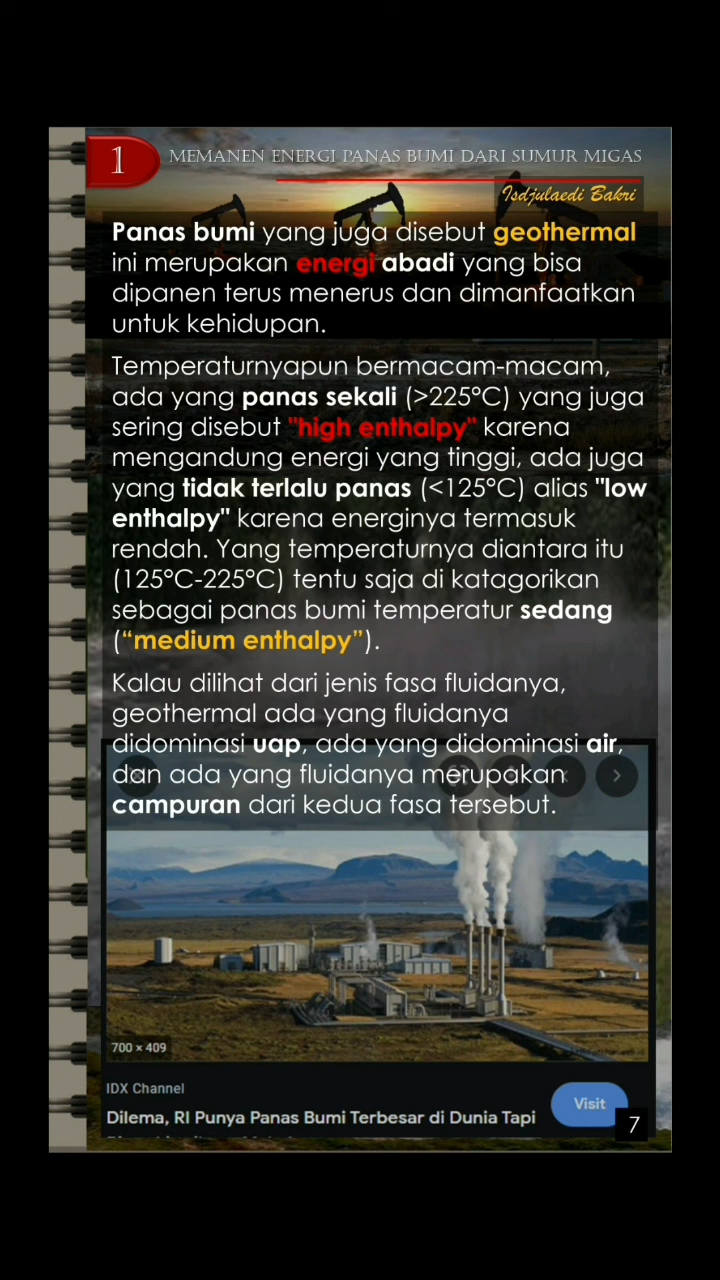 1
MEMANEN ENERGI PANAS BUMI DARI SUMUR MIGAS
Isdjulaedi Bakri
Panas bumi yang juga disebut geothermal
ini merupakan energi abadi yang bisa
dipanen terus menerus dan dimanfaatkan
untuk kehidupan.
Temperaturnyapun bermacam-macam,
ada yang panas sekali (>225°C) yang juga
sering disebut "high enthalpy" karena
mengandung energi yang tinggi, ada juga
yang tidak terlalu panas (<125°C) alias "low
enthalpy" karena energinya termasuk
rendah. Yang temperaturnya diantara itu
(125°C-225°C) tentu saja di katagorikan
sebagai panas bumi temperatur sedang
(“medium enthalpy”).
Kalau dilihat dari jenis fasa fluidanya,
geothermal ada yang fluidanya
didominasi uap, ada yang didominasi air,
dan ada yang fluidanya merupakan
campuran dari kedua fasa tersebut.
700 × 409
IDX Channel
Dilema, RI Punya Panas Bumi Terbesar di Dunia Tapi
Visit
7